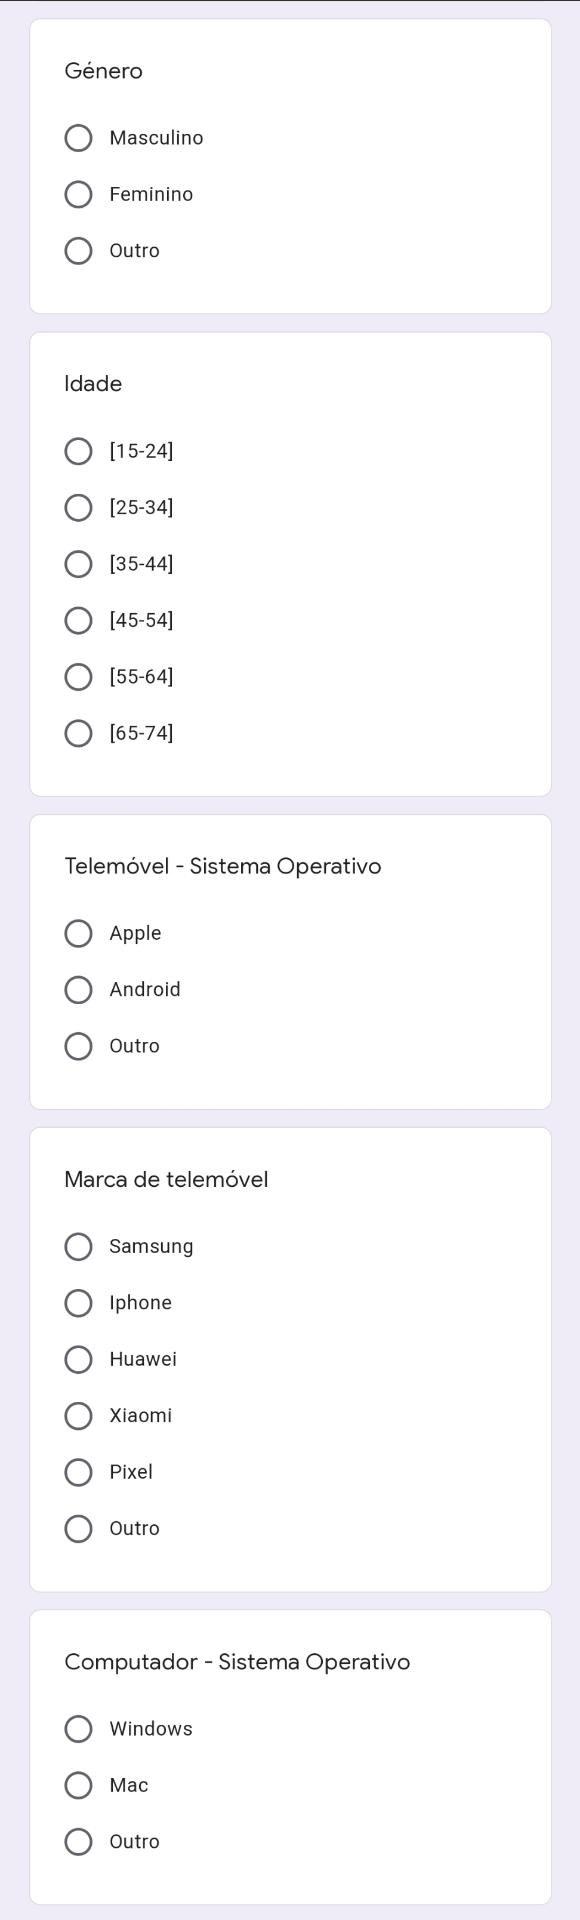 Género
Masculino
Feminino
Outro
Idade
[15-24]
[25-34]
[35-44]
[45-54]
[55-64]
[65-74]
Telemóvel - Sistema Operativo
Apple
Android
Outro
Marca de telemóvel
Samsung
Iphone
Huawei
Xiaomi
Pixel
Outro
Computador - Sistema Operativo
Windows
Mac
Outro